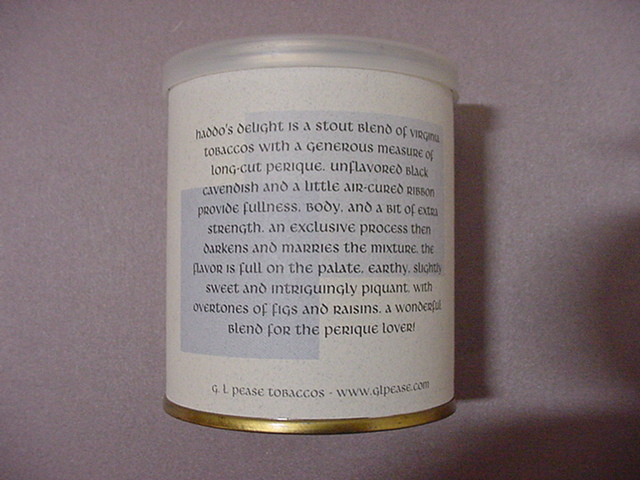 haddo's delight is a stout blend of virginia
tobaccos with a generous measure of
long-cut perique. unflavored black
cavendish and a little air-cured ribbon
provide fullness, body, and a bit of extra
strength. an exclusive process then
darkens and marries the mixture. the
flavor is full on the palate, earthy, slightly
sweet and intriguingly piquant, with
overtones of figs and raisins. a wonderful
blend for the perique lover!
G. L. Pease Tobaccos - www.glpease.com